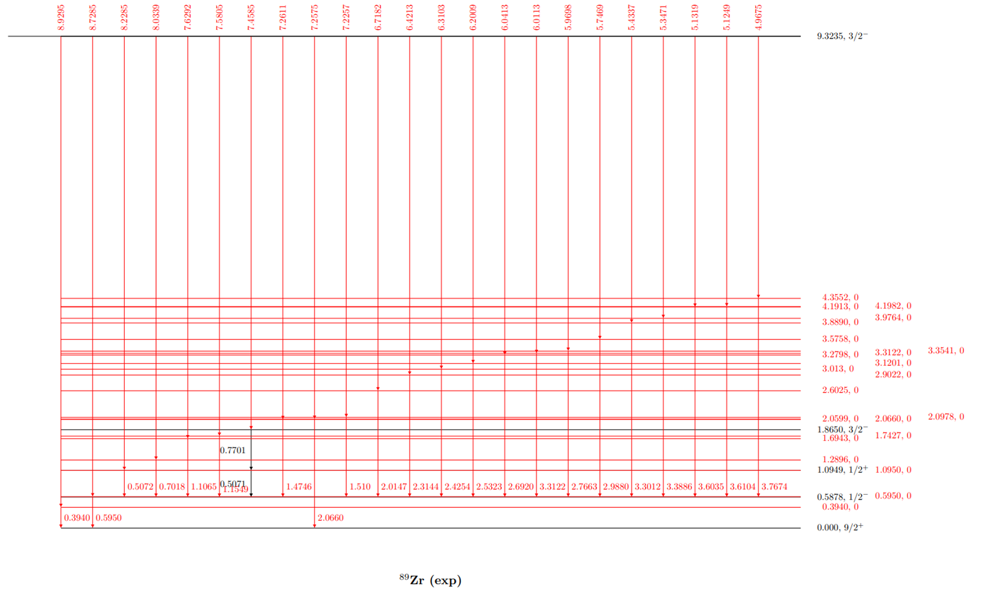 8.9295 8.7285 8.2285 8.0339 7.6292 7.5805 7.4585 7.2611 7.2575 7.2257 6.7182 6.4213 6.3103 6.2009 6.0413 6.0113 5.9698 5.7469 5.4337 5.3471 5.1319 5.1249 4.9675
9.3235, 3/2⁻
4.3552, 0
4.1913, 0 4.1982, 0
3.9764, 0
3.8890, 0
3.5758, 0
3.2798, 0 3.3122, 0 3.3541, 0
3.1201, 0
3.013, 0
2.9022, 0
2.6025, 0
2.0599, 0 2.0660, 0 2.0978, 0
1.8650, 3/2⁻
1.6943, 0 1.7427, 0
0.7701
1.2896, 0
1.0949, 1/2⁺ 1.0950, 0
0.5071
0.5072 0.7018 1.1065 1.1549 1.4746 1.510 2.0147 2.3144 2.4254 2.5323 2.6920 3.3122 2.7663 2.9880 3.3012 3.3886 3.6035 3.6104 3.7674
0.5878, 1/2⁻ 0.5950, 0
0.3940, 0
0.3940 0.5950 2.0660
0.000, 9/2⁺
⁸⁹Zr (exp)